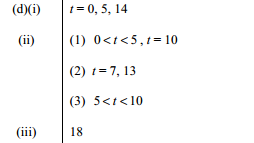 (d)(i) t = 0, 5, 14
(ii) (1) 0 < t < 5 , t = 10
(2) t = 7, 13
(3) 5 < t < 10
(iii) 18